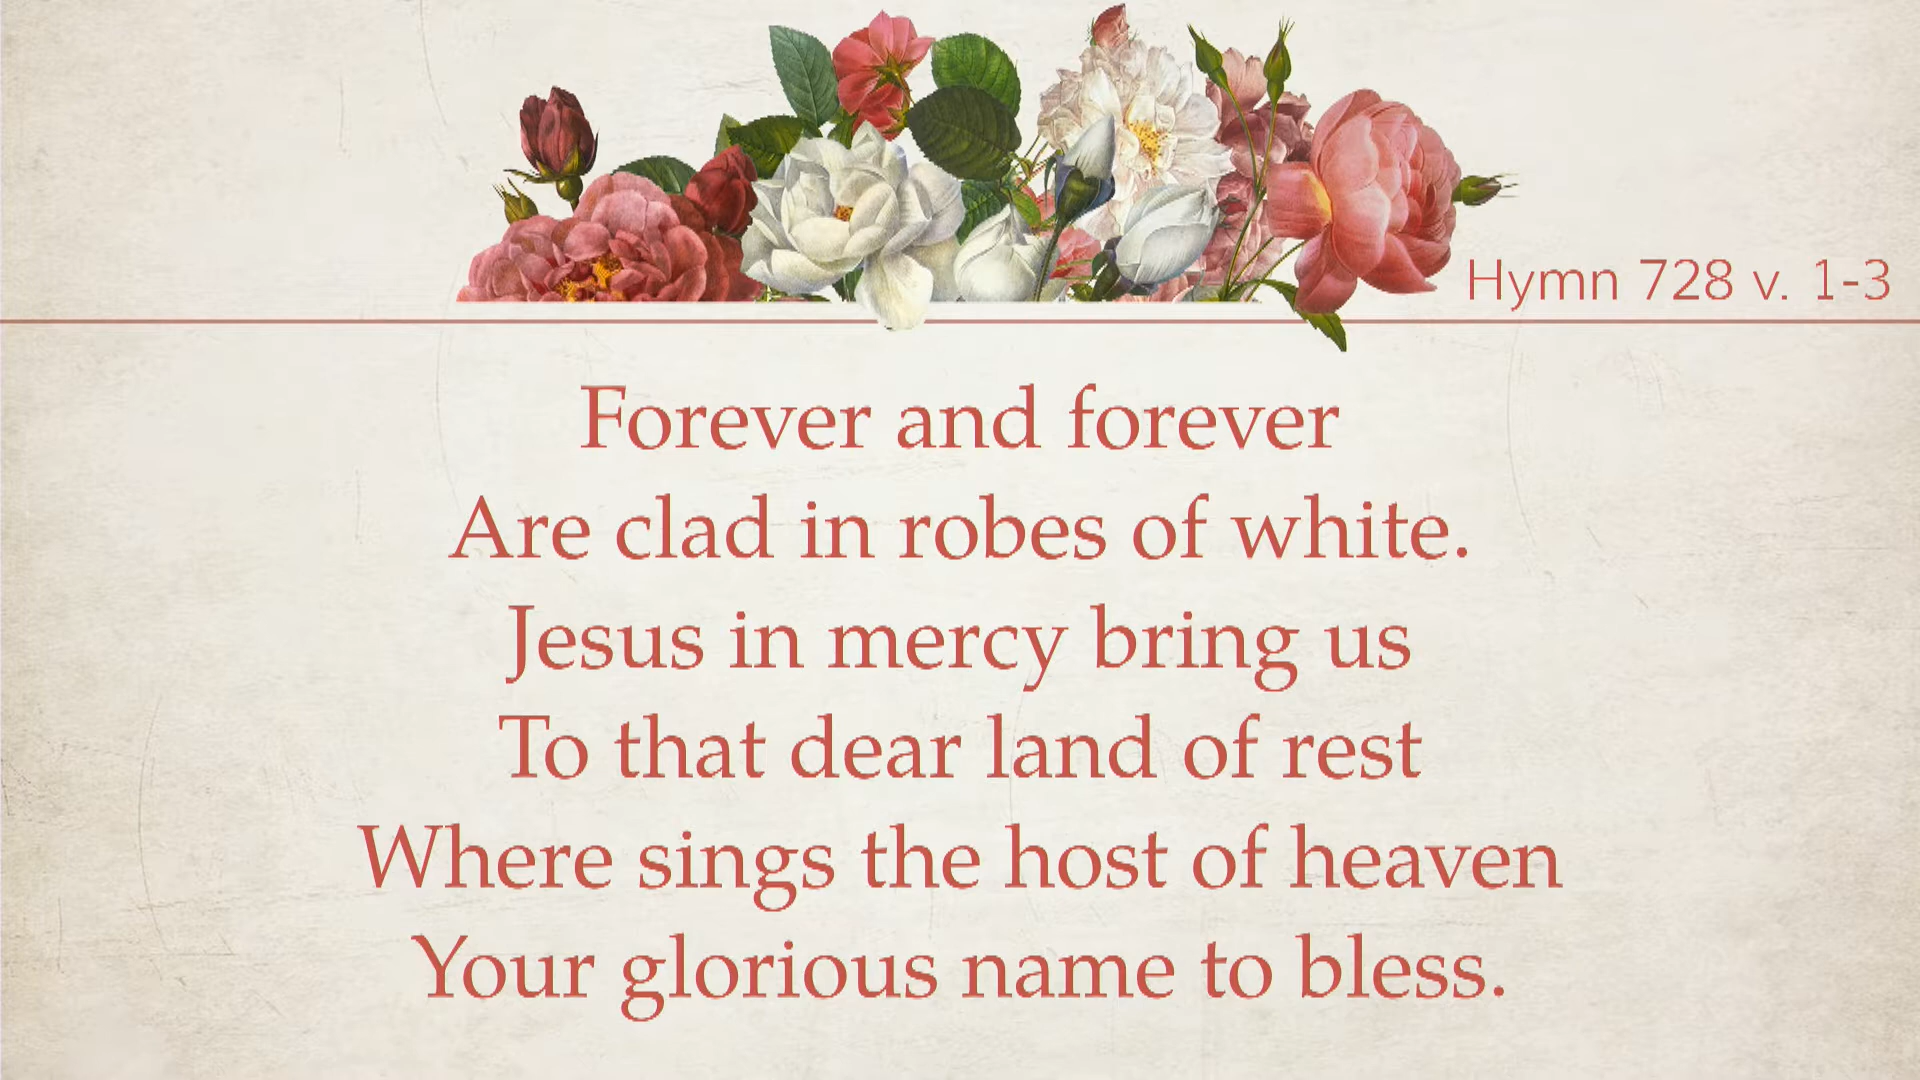 Hymn 728 v. 1-3
Forever and forever
Are clad in robes of white.
Jesus in mercy bring us
To that dear land of rest
Where sings the host of heaven
Your glorious name to bless.